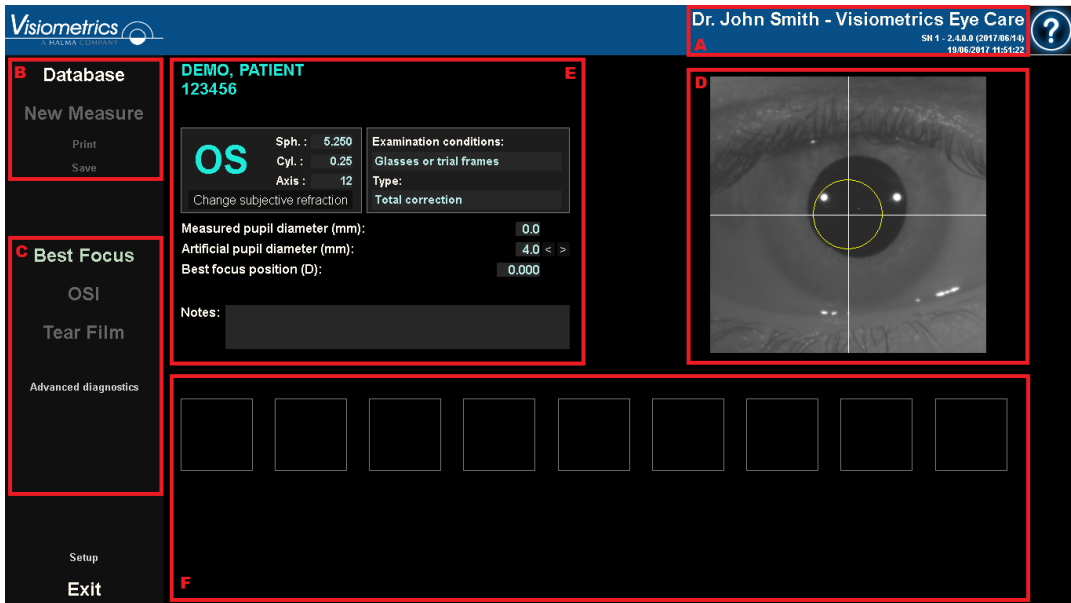 Visiometrics
A HALMA COMPANY
Dr. John Smith - Visiometrics Eye Care
SN 1 - 2.4.0.0 (2017/06/14)
19/06/2017 11:51:22
?
A
B
Database
New Measure
Print
Save
C
Best Focus
OSI
Tear Film
Advanced diagnostics
Setup
Exit
E
DEMO, PATIENT
123456
OS
Sph. : 5.250
Cyl. : 0.25
Axis : 12
Change subjective refraction
Examination conditions:
Glasses or trial frames
Type:
Total correction
Measured pupil diameter (mm): 0.0
Artificial pupil diameter (mm): 4.0 < >
Best focus position (D): 0.000
Notes:
D
F